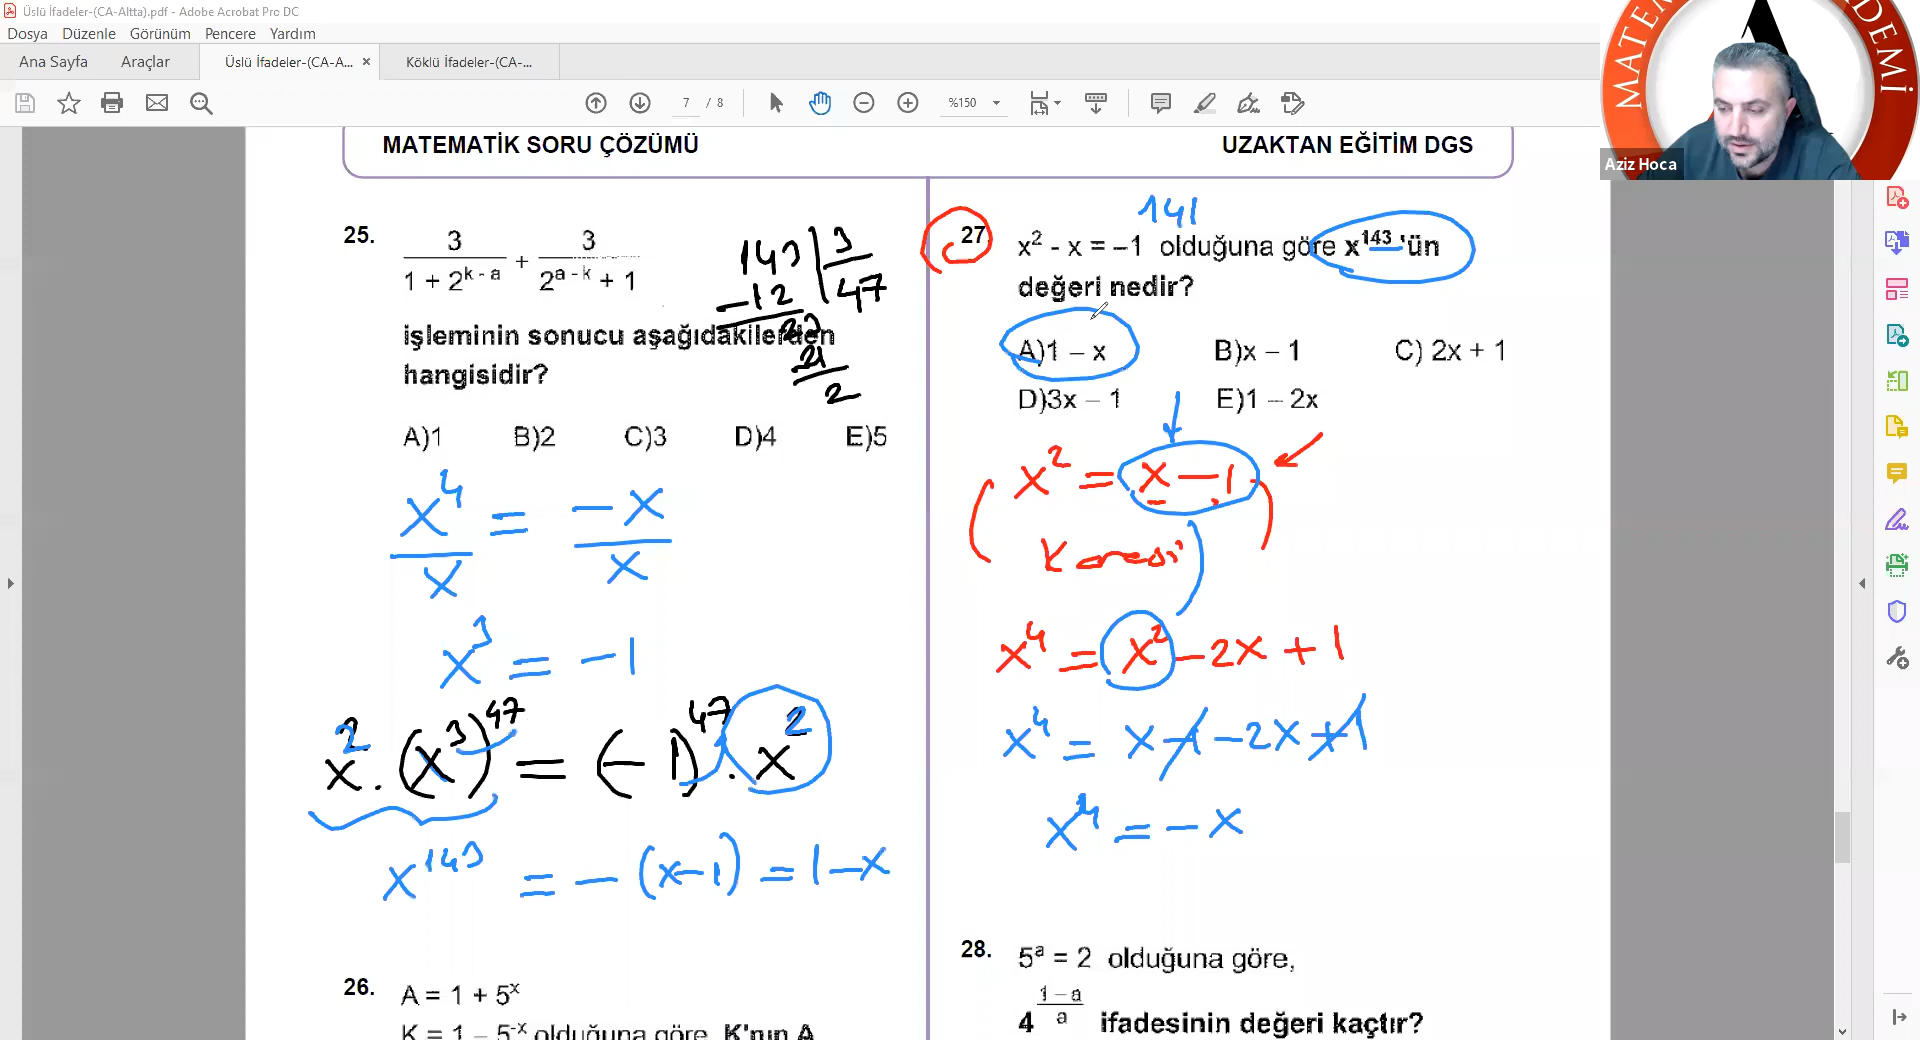 Üslü İfadeler-(CA-Altta).pdf - Adobe Acrobat Pro DC
Dosya Düzenle Görünüm Pencere Yardım
Ana Sayfa Araçlar Üslü İfadeler-(CA-A... × Köklü İfadeler-(CA-...
7 / 8 %150
MATEMATİK SORU ÇÖZÜMÜ
UZAKTAN EĞİTİM DGS
Aziz Hoca
25.
3/(1 + 2^(k - a)) + 3/(2^(a - k) + 1)
işleminin sonucu aşağıdakilerden
hangisidir?
A)1 B)2 C)3 D)4 E)5
143 | 3
-12 47
23
21
2
x⁴/x = -x/x
x³ = -1
x² . (x³)⁴⁷ = (-1)⁴⁷ . x²
x¹⁴³ = -(x-1) = 1-x
26. A = 1 + 5ˣ
K = 1 – 5⁻ˣ olduğuna göre, K'nın A
141
27. x² - x = –1 olduğuna göre x¹⁴³'ün
değeri nedir?
A)1 – x B)x – 1 C) 2x + 1
D)3x – 1 E)1 – 2x
x² = x - 1
Karesi
x⁴ = x² - 2x + 1
x⁴ = x - 1 - 2x + 1
x⁴ = -x
28. 5ᵃ = 2 olduğuna göre,
4^((1 – a)/a) ifadesinin değeri kaçtır?